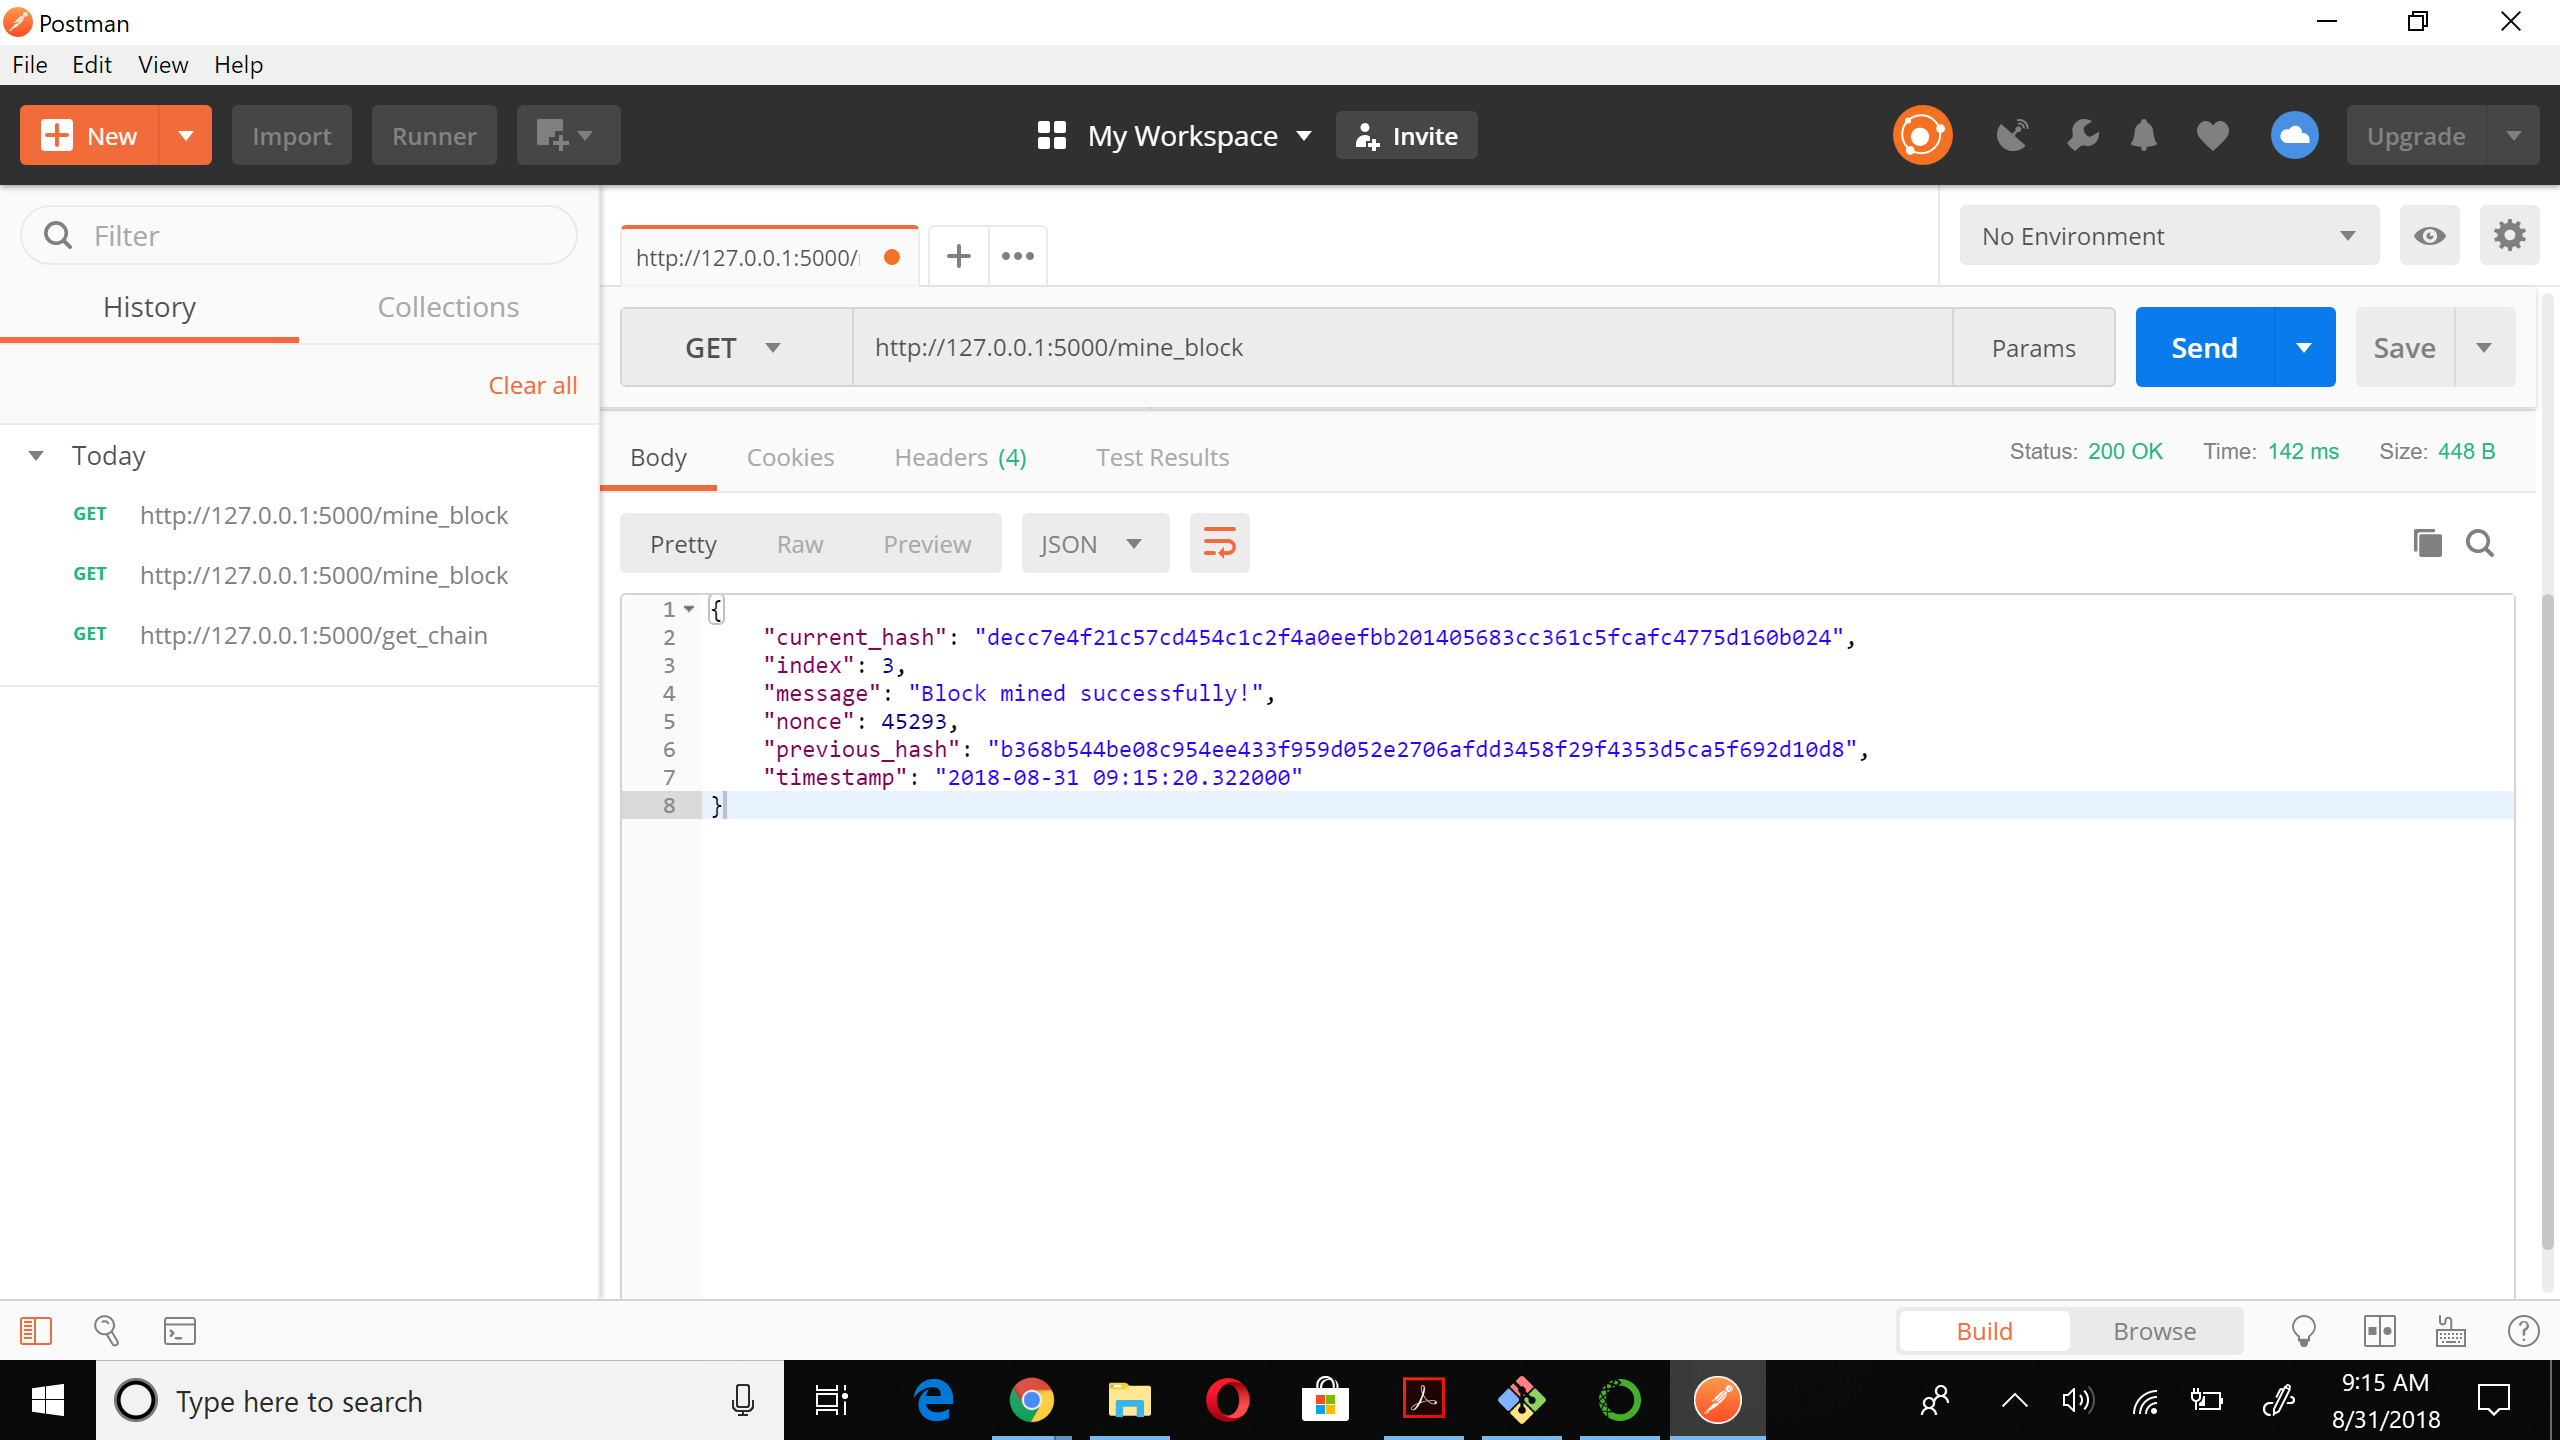 Postman
File Edit View Help
New Import Runner My Workspace Invite Upgrade
Filter
History Collections
Clear all
Today
GET http://127.0.0.1:5000/mine_block
GET http://127.0.0.1:5000/mine_block
GET http://127.0.0.1:5000/get_chain
http://127.0.0.1:5000/
No Environment
GET http://127.0.0.1:5000/mine_block Params Send Save
Body Cookies Headers (4) Test Results Status: 200 OK Time: 142 ms Size: 448 B
Pretty Raw Preview JSON
1 {
2 "current_hash": "decc7e4f21c57cd454c1c2f4a0eefbb201405683cc361c5fcafc4775d160b024",
3 "index": 3,
4 "message": "Block mined successfully!",
5 "nonce": 45293,
6 "previous_hash": "b368b544be08c954ee433f959d052e2706afdd3458f29f4353d5ca5f692d10d8",
7 "timestamp": "2018-08-31 09:15:20.322000"
8 }
Build Browse
Type here to search
9:15 AM
8/31/2018